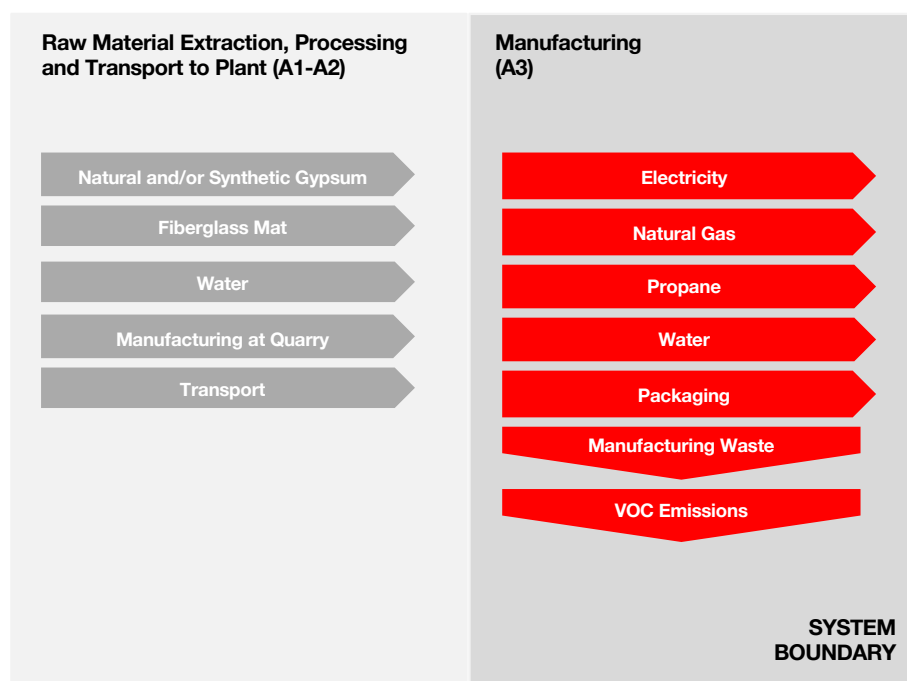 Raw Material Extraction, Processing
and Transport to Plant (A1-A2)
Natural and/or Synthetic Gypsum
Fiberglass Mat
Water
Manufacturing at Quarry
Transport
Manufacturing
(A3)
Electricity
Natural Gas
Propane
Water
Packaging
Manufacturing Waste
VOC Emissions
SYSTEM
BOUNDARY